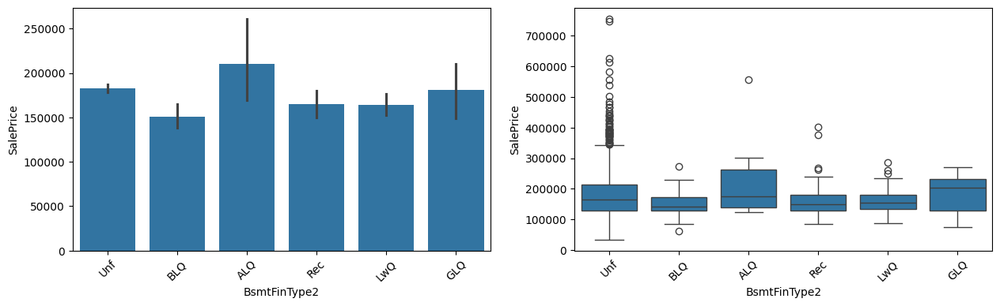 SalePrice
250000
200000
150000
100000
50000
0
Unf
BLQ
ALQ
Rec
LwQ
GLQ
BsmtFinType2
SalePrice
700000
600000
500000
400000
300000
200000
100000
0
Unf
BLQ
ALQ
Rec
LwQ
GLQ
BsmtFinType2